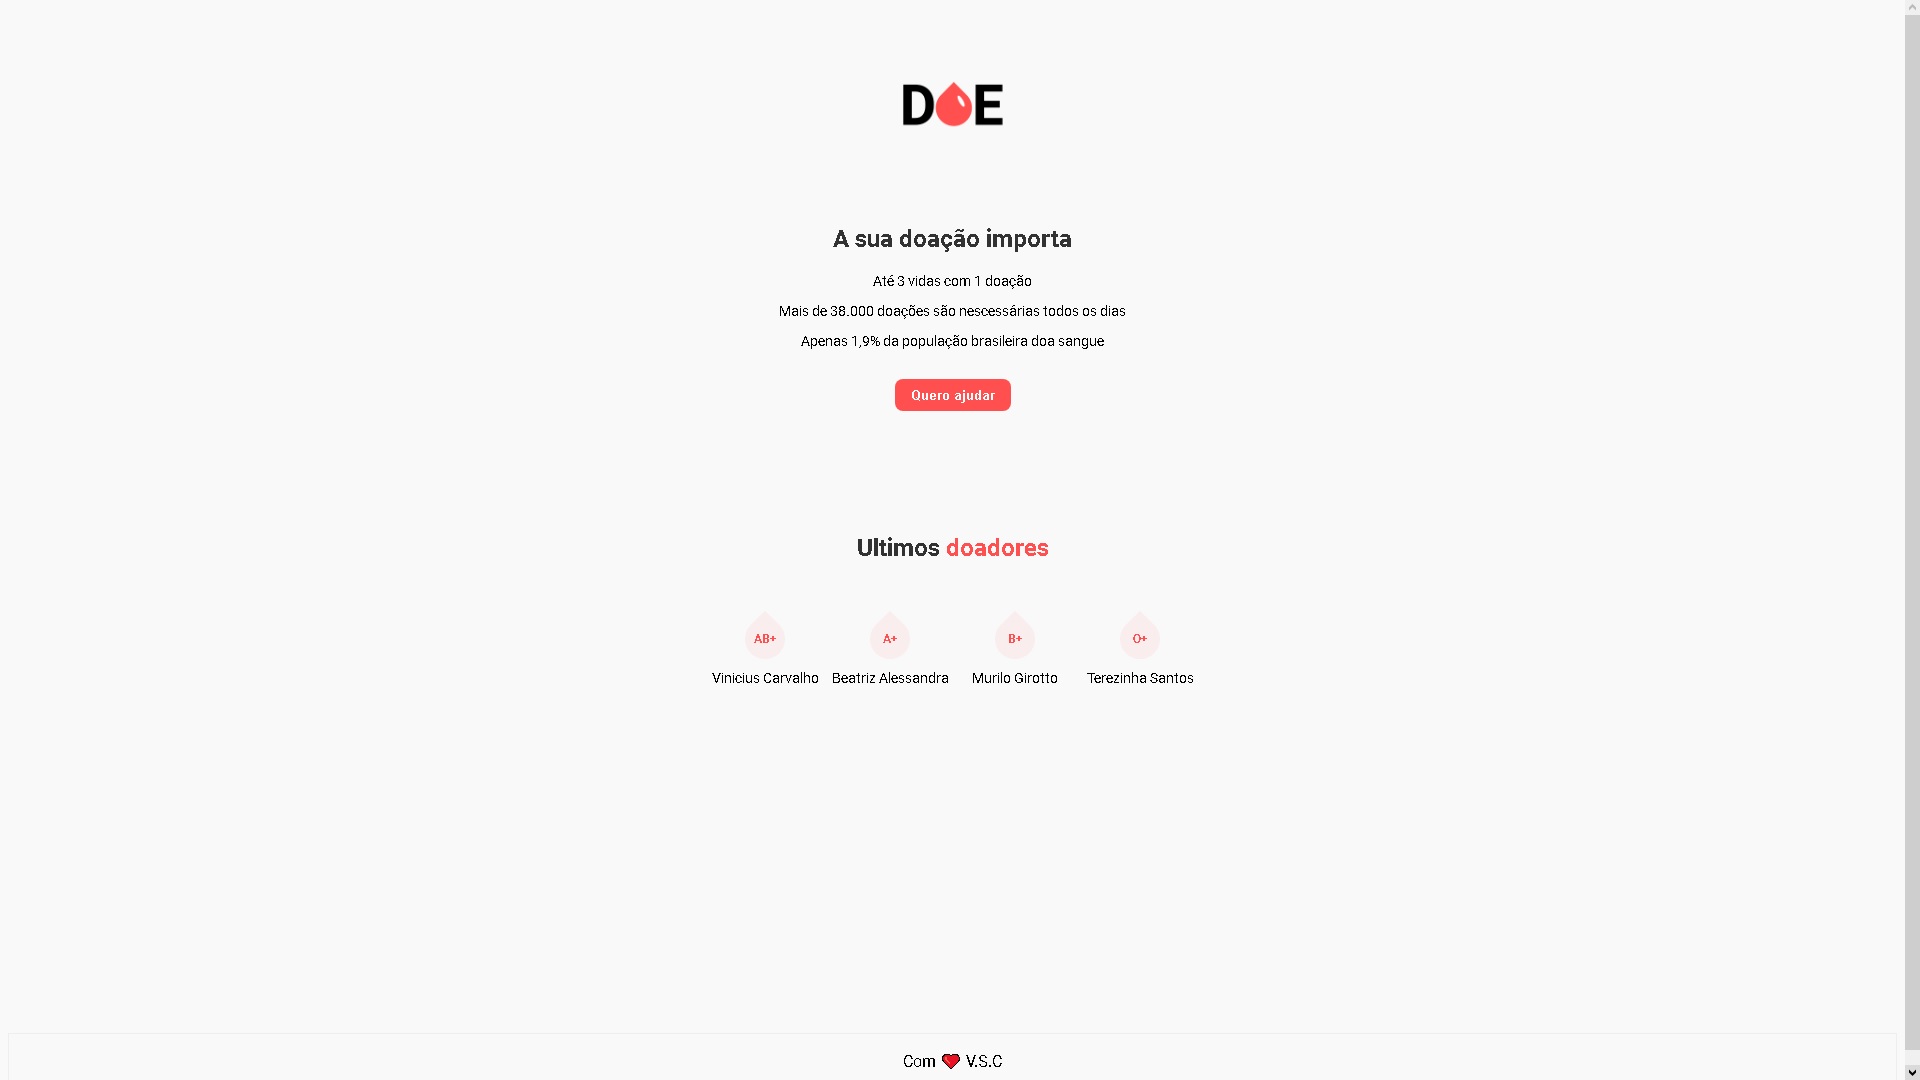 DOE
A sua doação importa
Até 3 vidas com 1 doação
Mais de 38.000 doações são nescessárias todos os dias
Apenas 1,9% da população brasileira doa sangue
Quero ajudar
Ultimos doadores
AB+ A+ B+ O+
Vinicius Carvalho Beatriz Alessandra Murilo Girotto Terezinha Santos
Com ❤ V.S.C